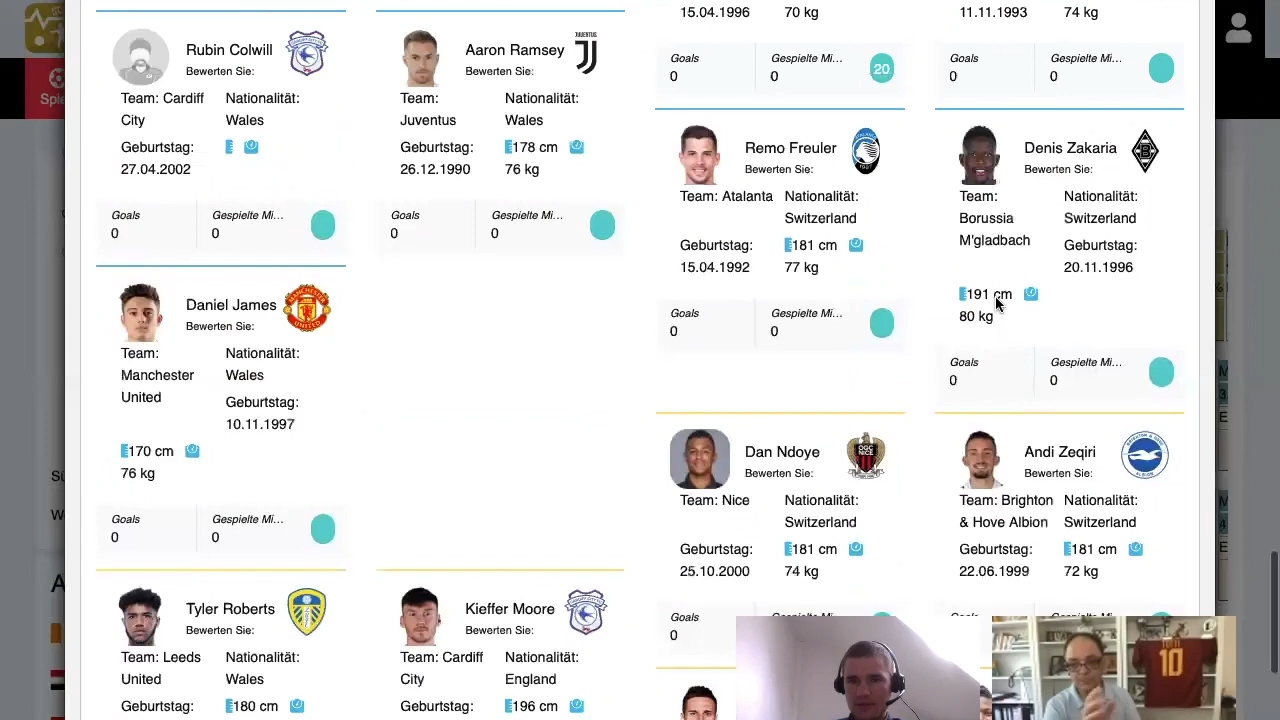 Spie
Rubin Colwill
Bewerten Sie:
Team: Cardiff
City
Nationalität:
Wales
Geburtstag:
27.04.2002
Goals
0
Gespielte Mi...
0
JUVENTUS
Aaron Ramsey
Bewerten Sie:
Team:
Juventus
Nationalität:
Wales
Geburtstag:
26.12.1990
178 cm
76 kg
Goals
0
Gespielte Mi...
0
15.04.1996
70 kg
Goals
0
Gespielte Mi...
0
20
11.11.1993
74 kg
Goals
0
Gespielte Mi...
0
Remo Freuler
Bewerten Sie:
Team: Atalanta
Nationalität:
Switzerland
Geburtstag:
15.04.1992
181 cm
77 kg
Goals
0
Gespielte Mi...
0
Denis Zakaria
Bewerten Sie:
Team:
Borussia
M'gladbach
Nationalität:
Switzerland
Geburtstag:
20.11.1996
191 cm
80 kg
Goals
0
Gespielte Mi...
0
Daniel James
Bewerten Sie:
Team:
Manchester
United
Nationalität:
Wales
Geburtstag:
10.11.1997
170 cm
76 kg
Goals
0
Gespielte Mi...
0
Dan Ndoye
Bewerten Sie:
OGC
NICE
Team: Nice
Nationalität:
Switzerland
Geburtstag:
25.10.2000
181 cm
74 kg
Goals
0
Andi Zeqiri
Bewerten Sie:
Team: Brighton
& Hove Albion
Nationalität:
Switzerland
Geburtstag:
22.06.1999
181 cm
72 kg
Tyler Roberts
Bewerten Sie:
Team: Leeds
United
Nationalität:
Wales
Geburtstag:
180 cm
Kieffer Moore
Bewerten Sie:
Team: Cardiff
City
Nationalität:
England
Geburtstag:
196 cm
10